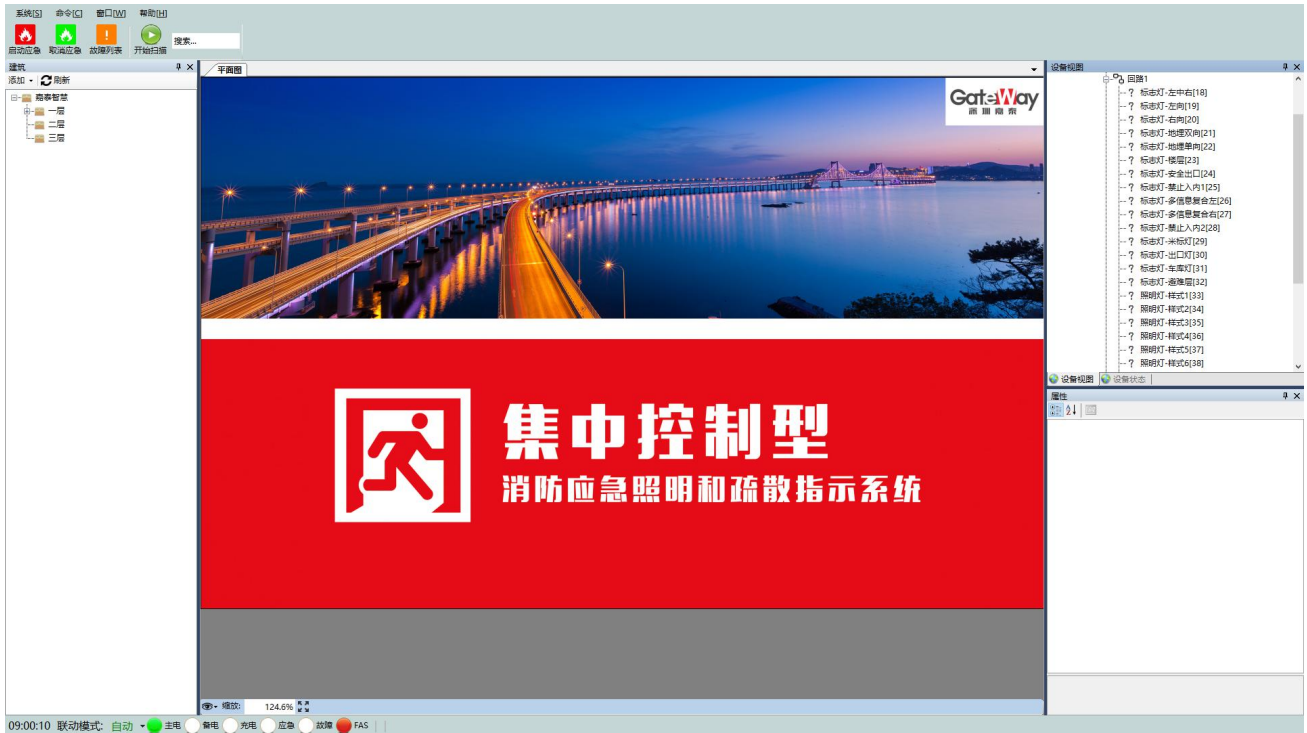 系统[S] 命令[C] 窗口[W] 帮助[H]
启动应急 取消应急 故障列表 开始扫描 搜索...
建筑
添加 刷新
嘉泰智慧
一层
二层
三层
平面图
GateWay
集中控制型
消防应急照明和疏散指示系统
缩放: 124.6%
设备视图
回路1
? 标志灯-左中右[18]
? 标志灯-左向[19]
? 标志灯-右向[20]
? 标志灯-地埋双向[21]
? 标志灯-地埋单向[22]
? 标志灯-楼层[23]
? 标志灯-安全出口[24]
? 标志灯-禁止入内1[25]
? 标志灯-多信息复合左[26]
? 标志灯-多信息复合右[27]
? 标志灯-禁止入内2[28]
? 标志灯-米标灯[29]
? 标志灯-出口灯[30]
? 标志灯-车库灯[31]
? 标志灯-避难层[32]
? 照明灯-样式1[33]
? 照明灯-样式2[34]
? 照明灯-样式3[35]
? 照明灯-样式4[36]
? 照明灯-样式5[37]
? 照明灯-样式6[38]
设备视图 设备状态
属性
09:00:10 联动模式: 自动 主电 备电 充电 应急 故障 FAS